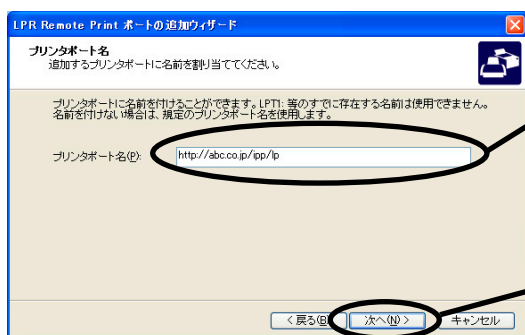 LPR Remote Print ポートの追加ウィザード
プリンタポート名
追加するプリンタポートに名前を割り当ててください。
プリンタポートに名前を付けることができます。LPT1: 等のすでに存在する名前は使用できません。
名前を付けない場合は、規定のプリンタポート名を使用します。
プリンタポート名(P):
http://abc.co.jp/ipp/lp
< 戻る(B)
次へ(N) >
キャンセル